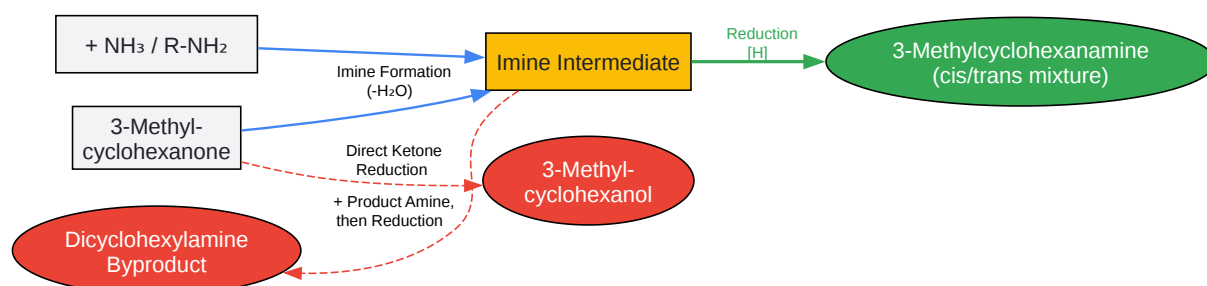 + NH₃ / R-NH₂
Imine Formation
(-H₂O)
Imine Intermediate
Reduction
[H]
3-Methylcyclohexanamine
(cis/trans mixture)
3-Methyl-
cyclohexanone
Direct Ketone
Reduction
3-Methyl-
cyclohexanol
+ Product Amine,
then Reduction
Dicyclohexylamine
Byproduct